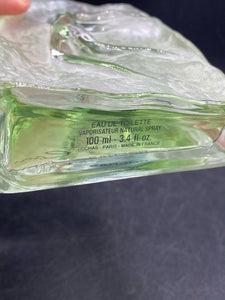 EAU DE TOILETTE
VAPORISATEUR NATURAL SPRAY
100 ml - 3.4 fl. oz.
ROCHAS - PARIS - MADE IN FRANCE